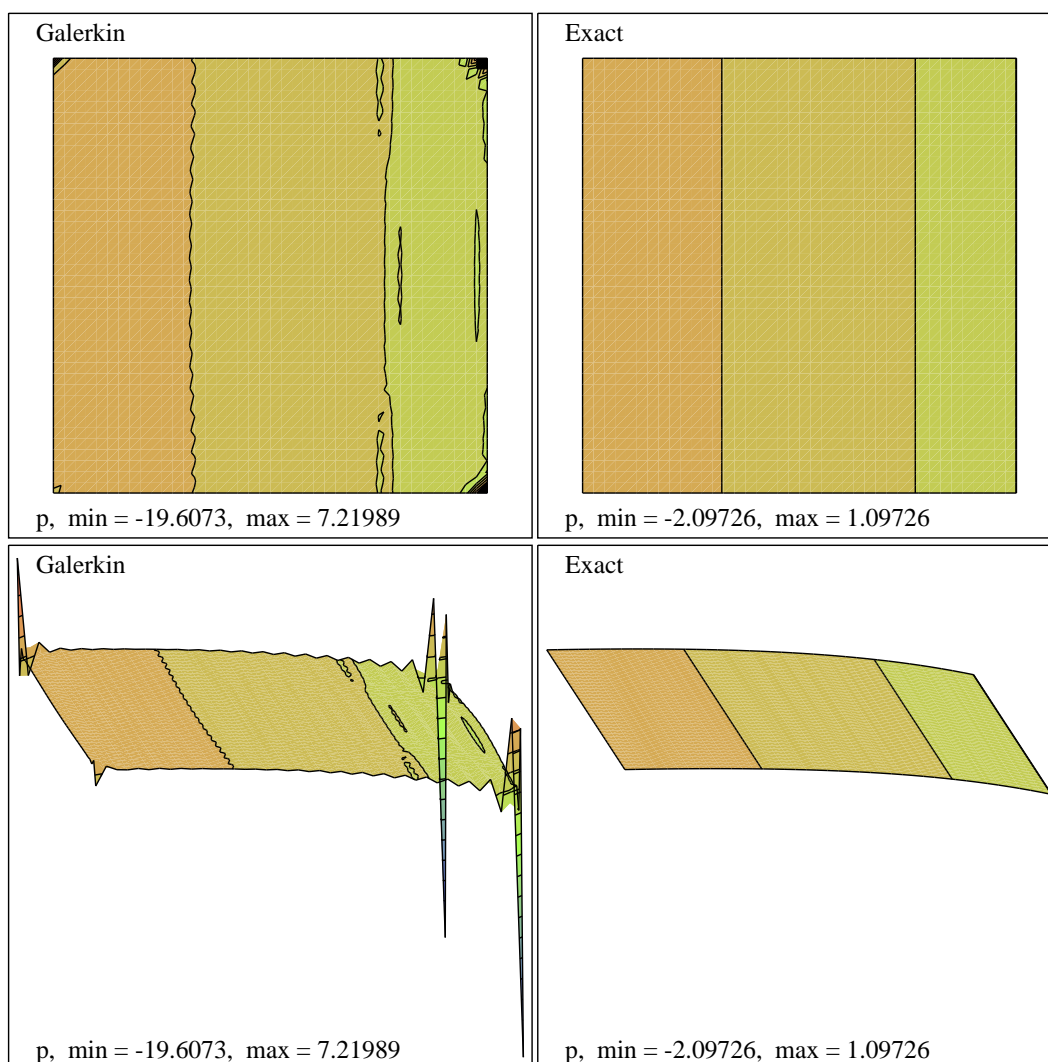 Galerkin
p, min = -19.6073, max = 7.21989
Exact
p, min = -2.09726, max = 1.09726
Galerkin
p, min = -19.6073, max = 7.21989
Exact
p, min = -2.09726, max = 1.09726